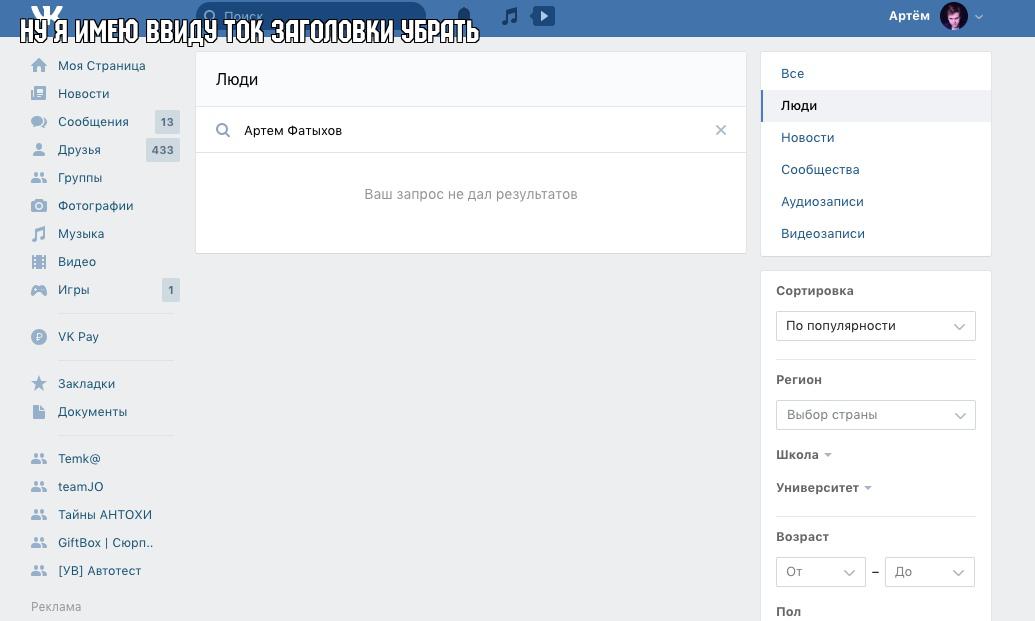 Поиск
Артём
НУ Я ИМЕЮ ВВИДУ ТОК ЗАГОЛОВКИ УБРАТЬ
Моя Страница
Новости
Сообщения 13
Друзья 433
Группы
Фотографии
Музыка
Видео
Игры 1
VK Pay
Закладки
Документы
Temk@
teamJO
Тайны АНТОХИ
GiftBox | Сюрп..
[УВ] Автотест
Реклама
Люди
Артем Фатыхов
Ваш запрос не дал результатов
Все
Люди
Новости
Сообщества
Аудиозаписи
Видеозаписи
Сортировка
По популярности
Регион
Выбор страны
Школа
Университет
Возраст
От – До
Пол